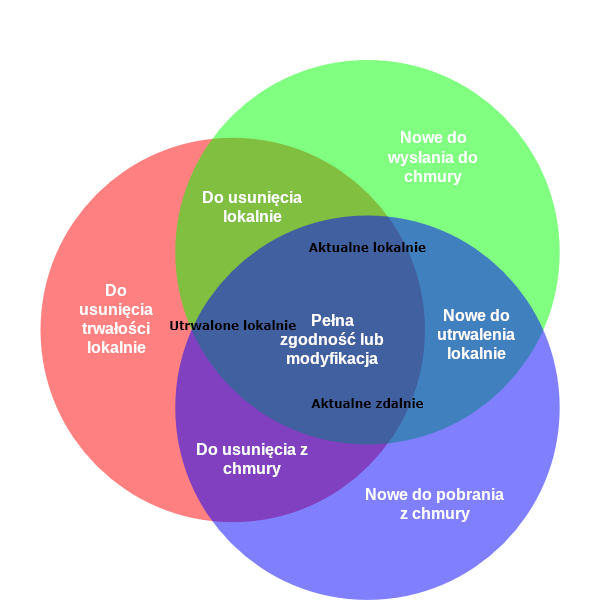 Nowe do
wysłania do
chmury
Do usunięcia
lokalnie
Aktualne lokalnie
Do
usunięcia
trwałości
lokalnie
Utrwalone lokalnie
Pełna
zgodność lub
modyfikacja
Nowe do
utrwalenia
lokalnie
Aktualne zdalnie
Do usunięcia z
chmury
Nowe do pobrania
z chmury